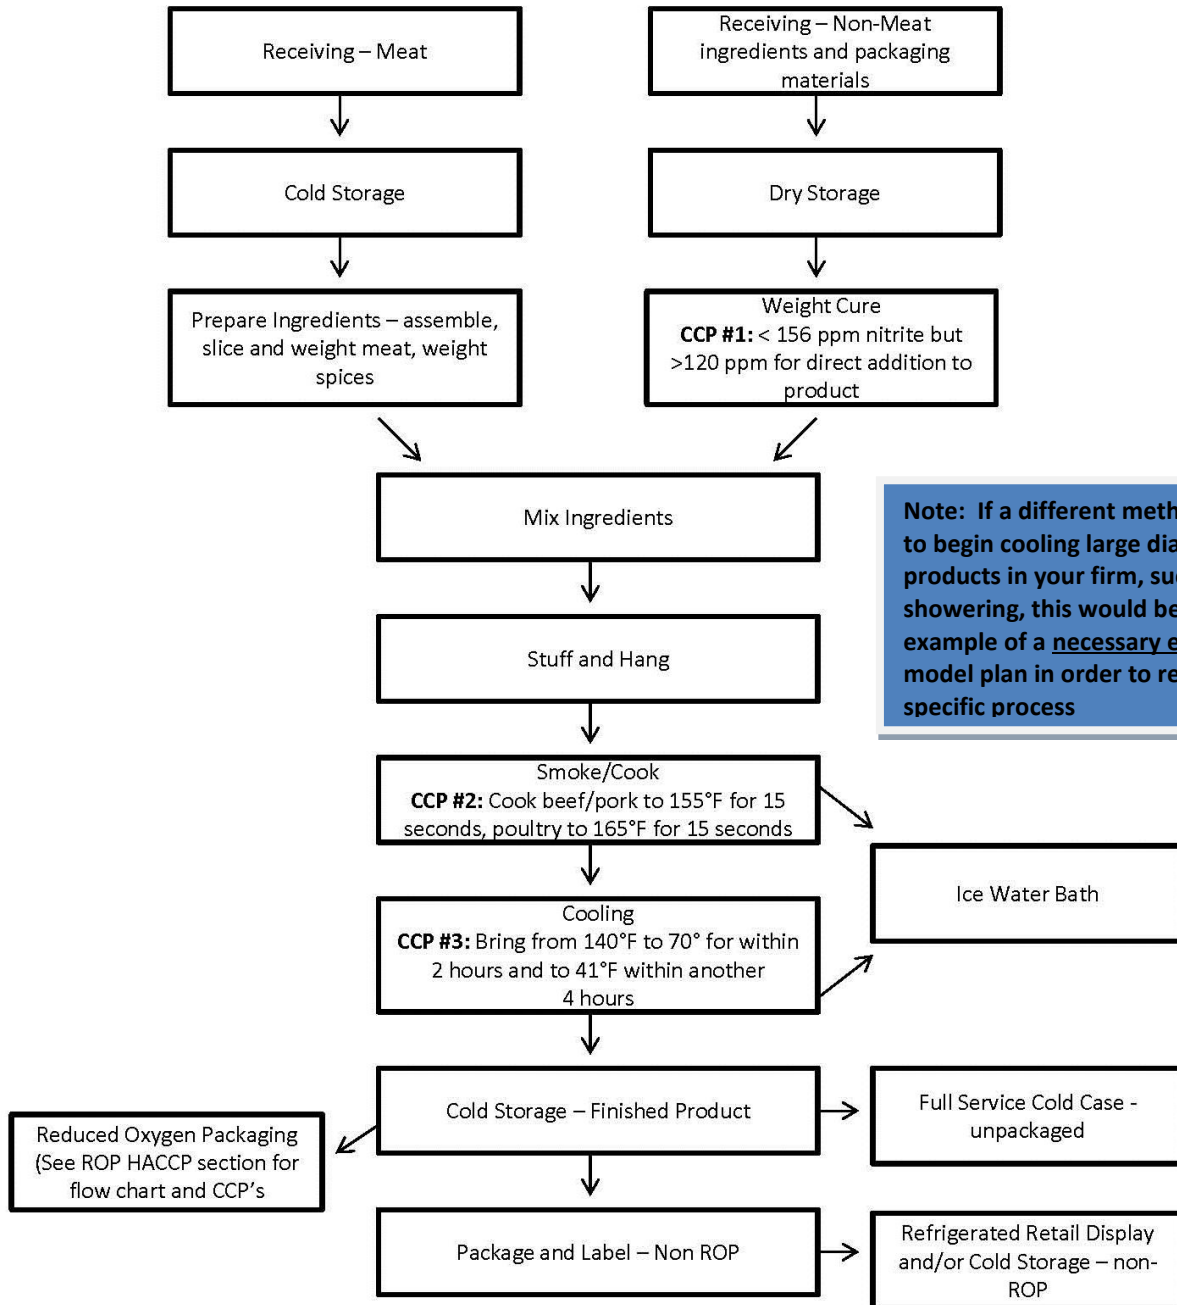 Receiving – Meat
Receiving – Non-Meat
ingredients and packaging
materials
Cold Storage
Dry Storage
Prepare Ingredients – assemble,
slice and weight meat, weight
spices
Weight Cure
CCP #1: < 156 ppm nitrite but
>120 ppm for direct addition to
product
Mix Ingredients
Note: If a different meth
to begin cooling large dia
products in your firm, su
showering, this would be
example of a necessary e
model plan in order to re
specific process
Stuff and Hang
Smoke/Cook
CCP #2: Cook beef/pork to 155°F for 15
seconds, poultry to 165°F for 15 seconds
Ice Water Bath
Cooling
CCP #3: Bring from 140°F to 70° for within
2 hours and to 41°F within another
4 hours
Cold Storage – Finished Product
Full Service Cold Case -
unpackaged
Reduced Oxygen Packaging
(See ROP HACCP section for
flow chart and CCP’s
Package and Label – Non ROP
Refrigerated Retail Display
and/or Cold Storage – non-
ROP